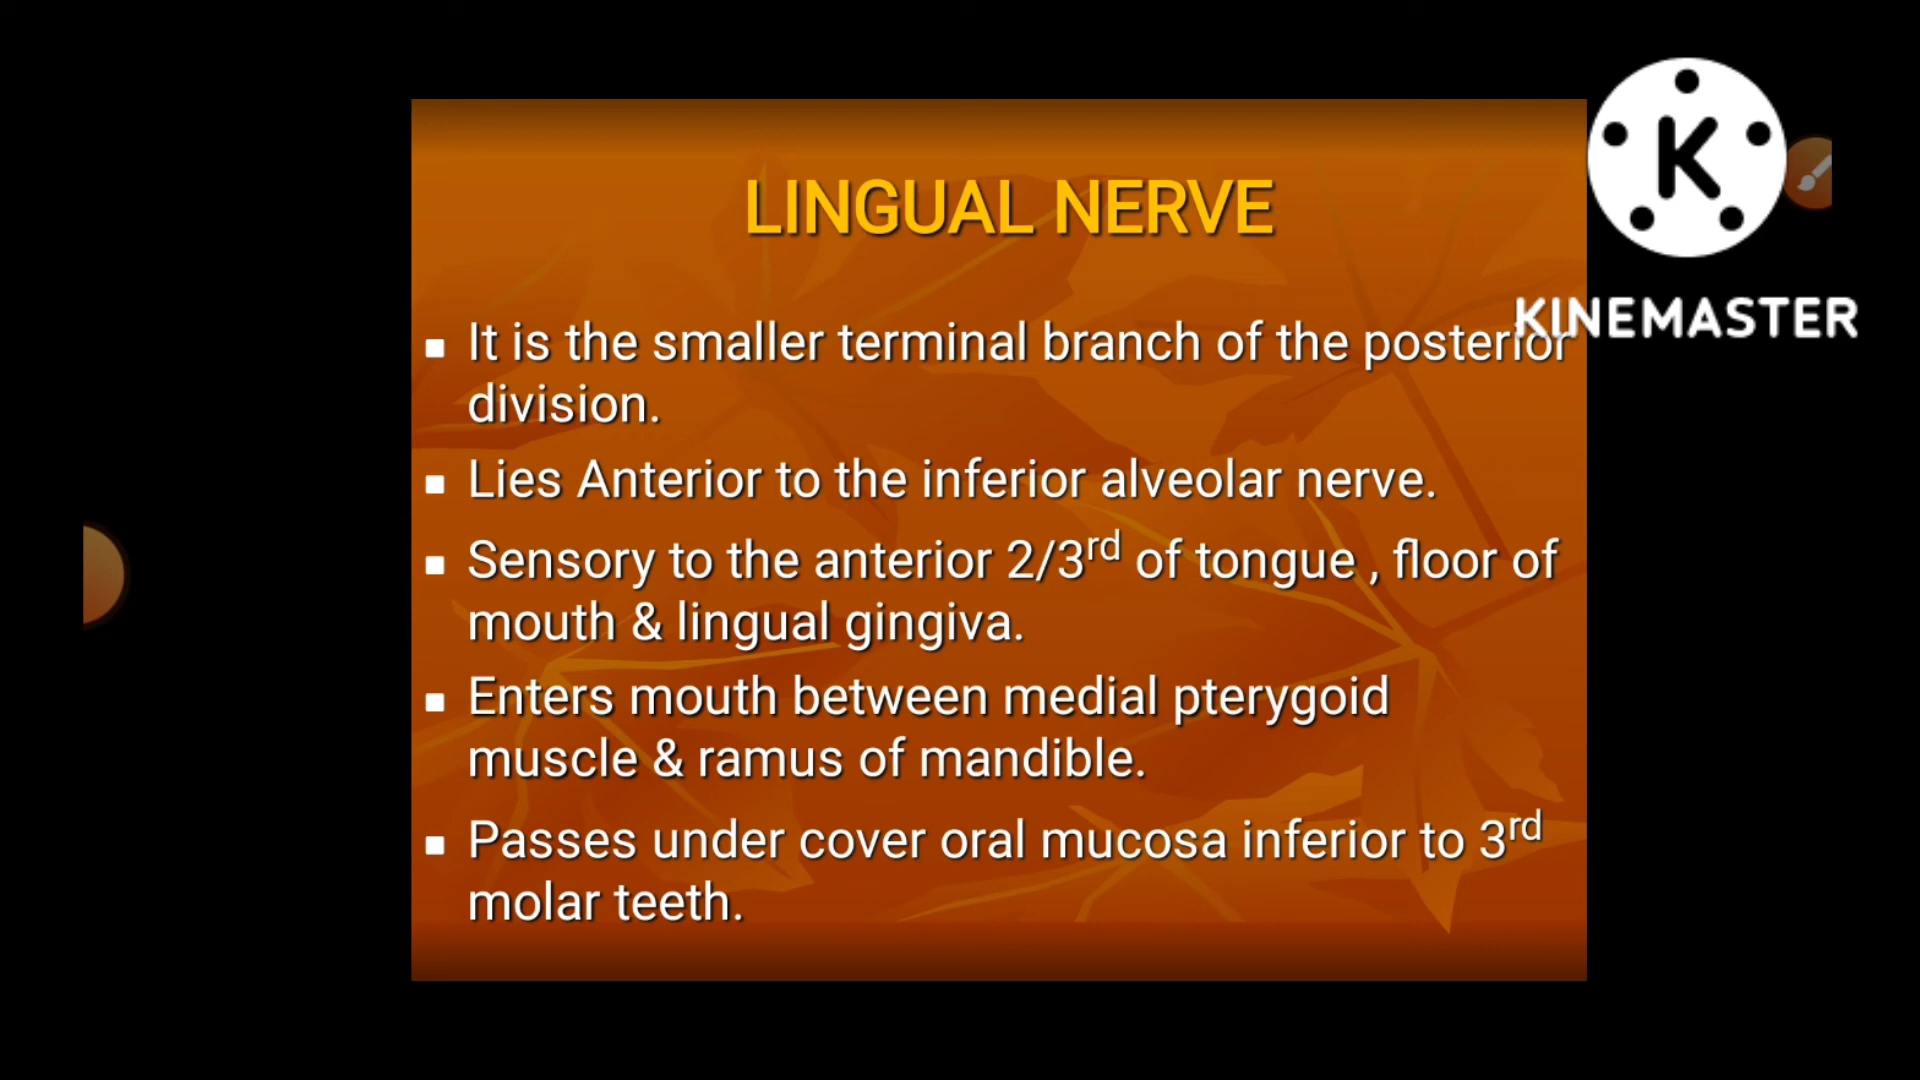 LINGUAL NERVE
K
KINEMASTER
It is the smaller terminal branch of the posterior
division.
Lies Anterior to the inferior alveolar nerve.
Sensory to the anterior 2/3rd of tongue , floor of
mouth & lingual gingiva.
Enters mouth between medial pterygoid
muscle & ramus of mandible.
Passes under cover oral mucosa inferior to 3rd
molar teeth.